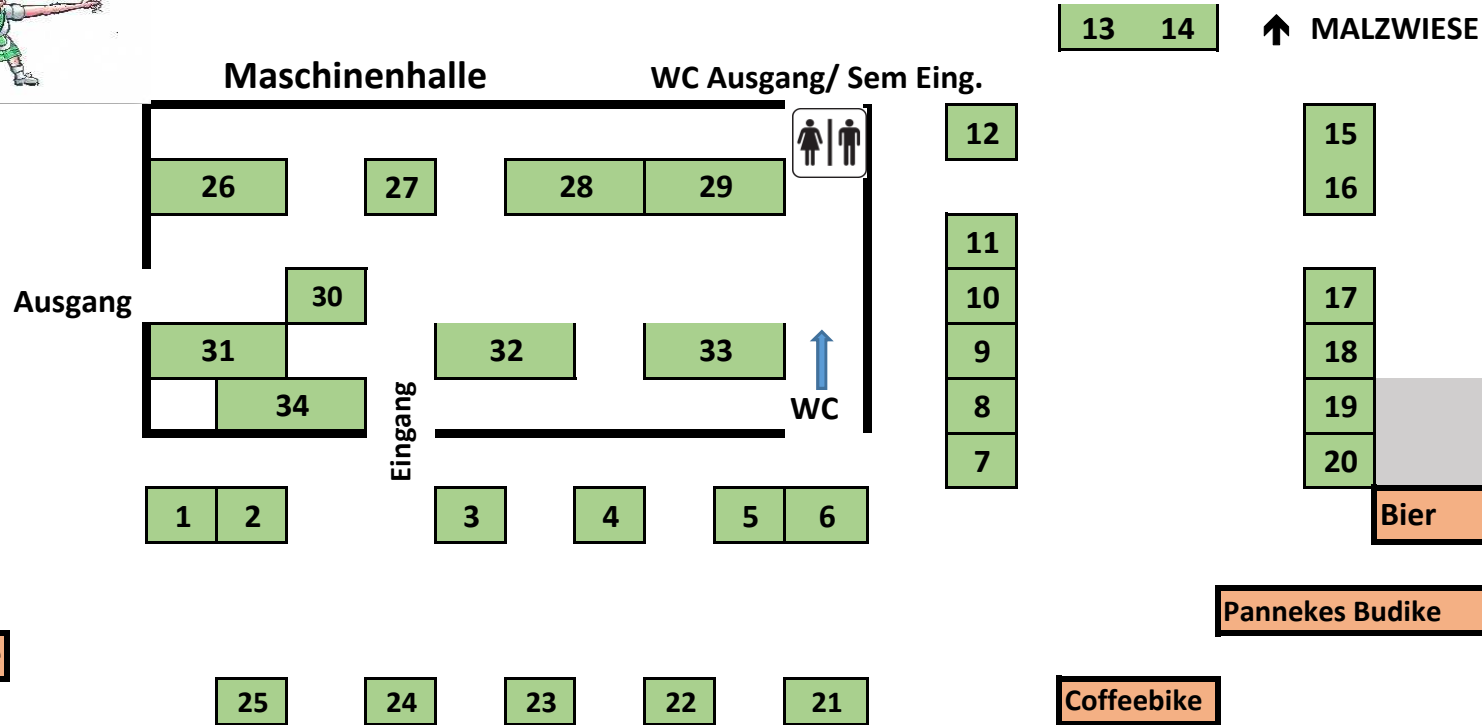 13 14 MALZWIESE
Maschinenhalle WC Ausgang/ Sem Eing.
12 15
26 27 28 29 16
11
Ausgang 30 10 17
31 32 33 9 18
34 Eingang WC 8 19
7 20
1 2 3 4 5 6 Bier
Pannekes Budike
25 24 23 22 21 Coffeebike